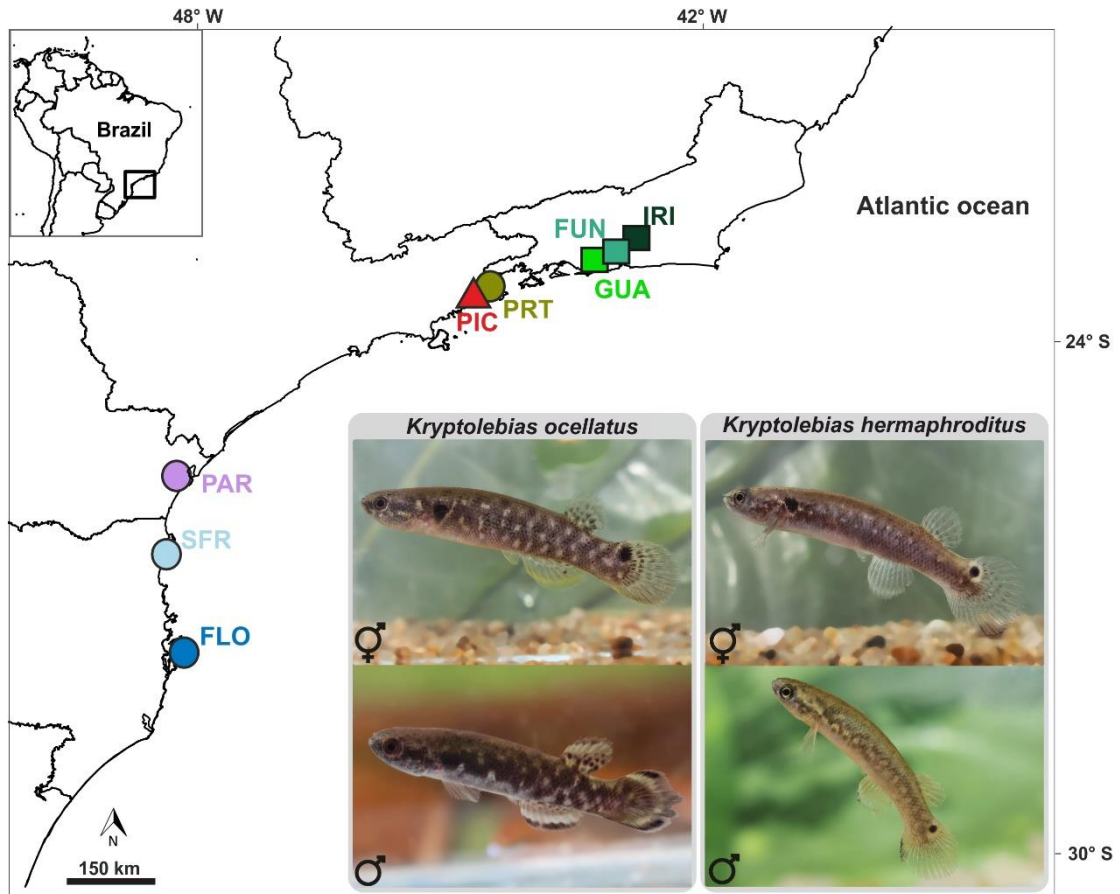 48° W
42° W
Brazil
Atlantic ocean
IRI
FUN
GUA
PRT
PIC
24° S
Kryptolebias ocellatus
Kryptolebias hermaphroditus
PAR
SFR
FLO
N
150 km
30° S